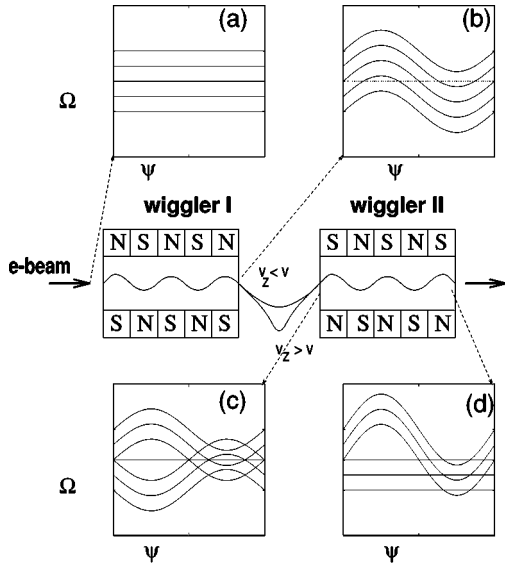 (a)
(b)
Ω
Ψ
Ψ
wiggler I
wiggler II
N S N S N
S N S N S
e-beam
V_z < V
S N S N S
N S N S N
V_z > V
(c)
(d)
Ω
Ω
Ψ
Ψ